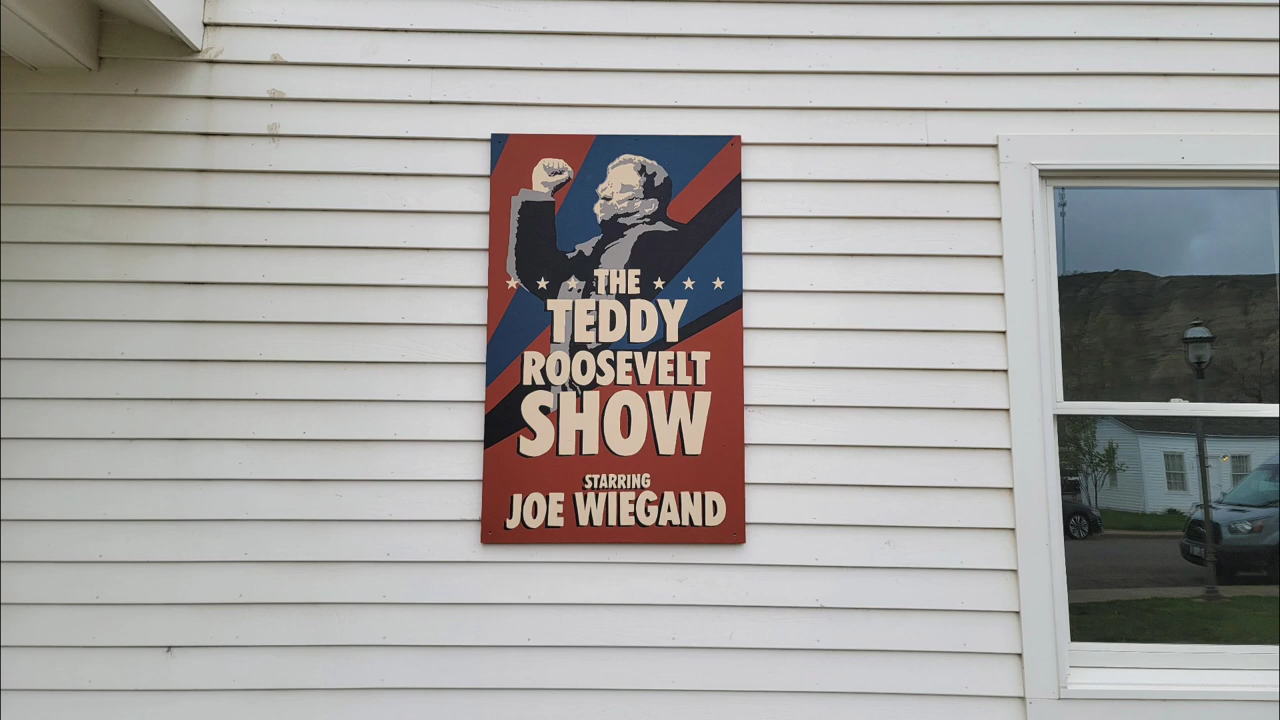 THE
TEDDY
ROOSEVELT
SHOW
STARRING
JOE WIEGAND